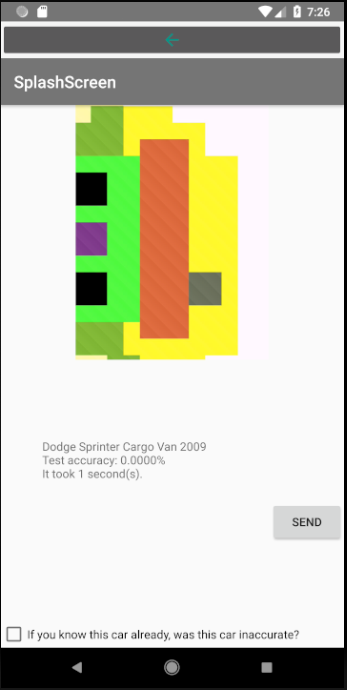 7:26
SplashScreen
Dodge Sprinter Cargo Van 2009
Test accuracy: 0.0000%
It took 1 second(s).
SEND
If you know this car already, was this car inaccurate?